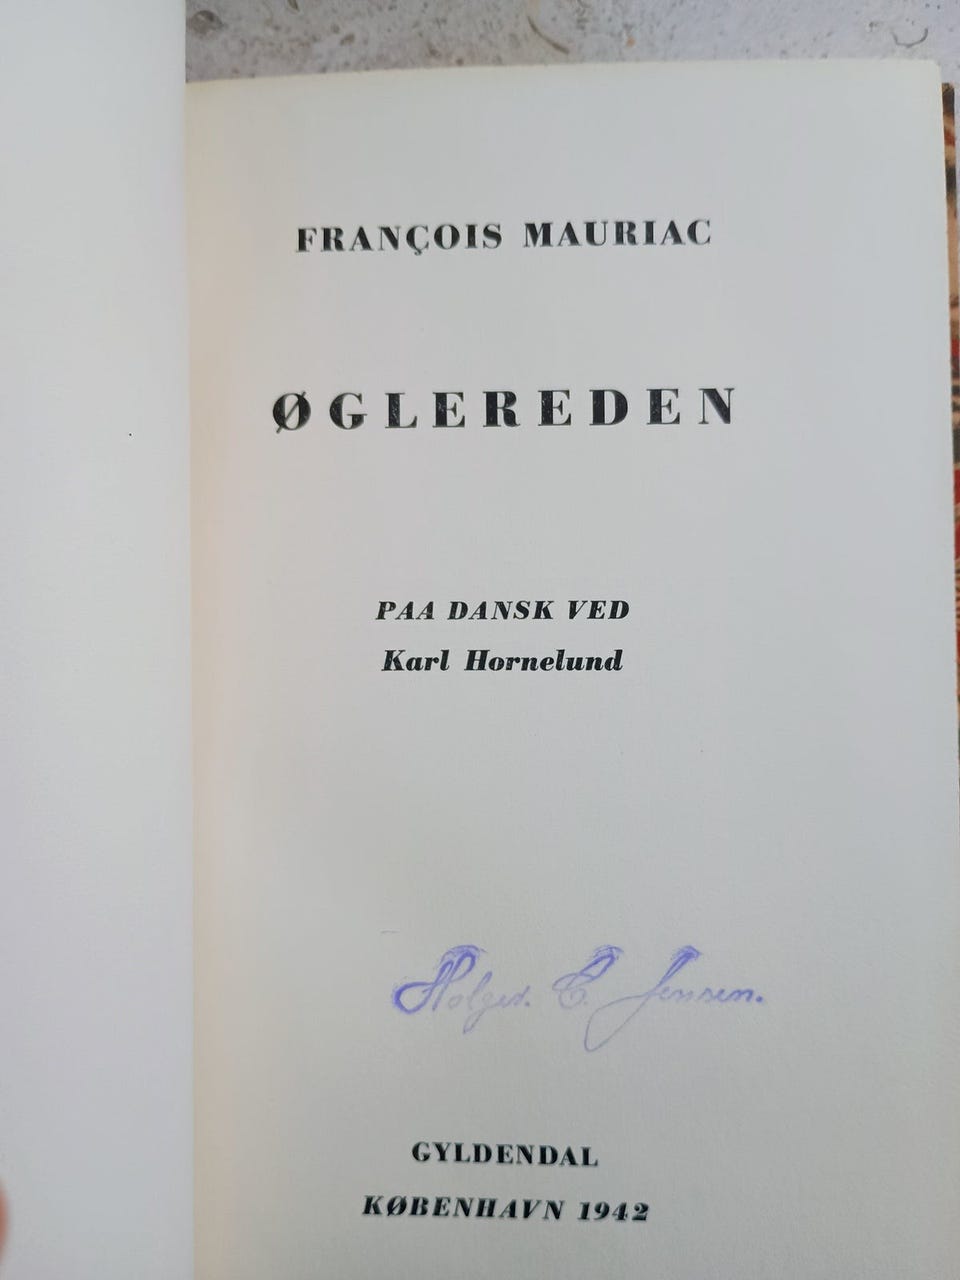 FRANÇOIS MAURIAC
ØGLEREDEN
PAA DANSK VED
Karl Hornelund
Holger. C. Jensen.
GYLDENDAL
KØBENHAVN 1942